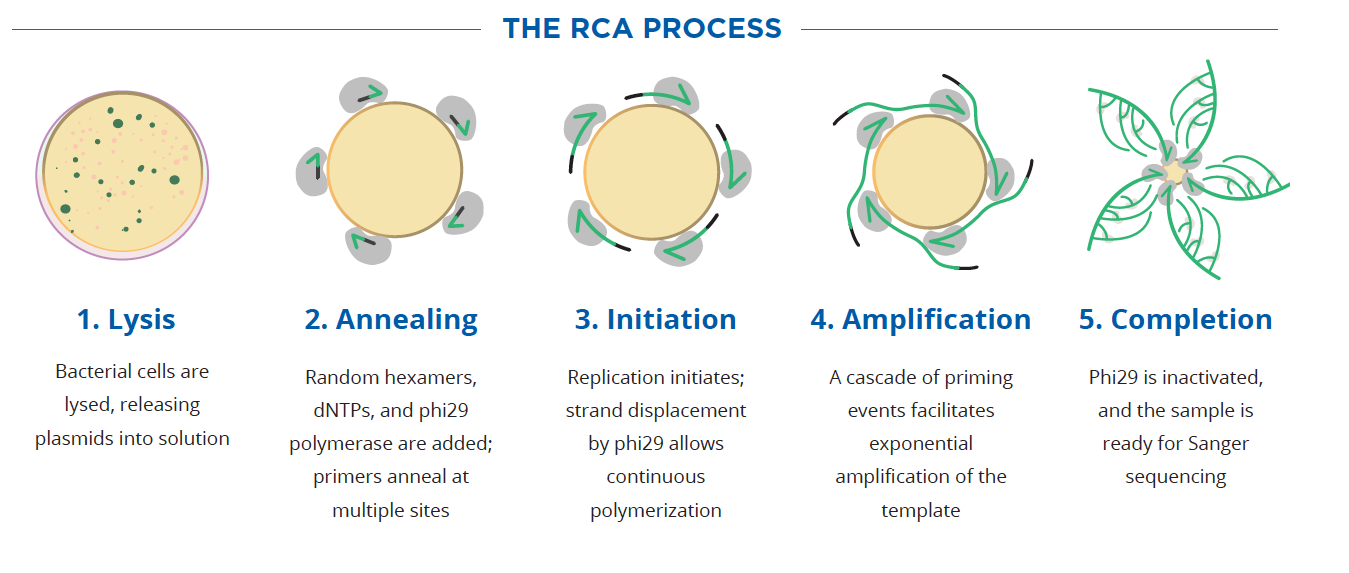 THE RCA PROCESS
1. Lysis
Bacterial cells are
lysed, releasing
plasmids into solution
2. Annealing
Random hexamers,
dNTPs, and phi29
polymerase are added;
primers anneal at
multiple sites
3. Initiation
Replication initiates;
strand displacement
by phi29 allows
continuous
polymerization
4. Amplification
A cascade of priming
events facilitates
exponential
amplification of the
template
5. Completion
Phi29 is inactivated,
and the sample is
ready for Sanger
sequencing